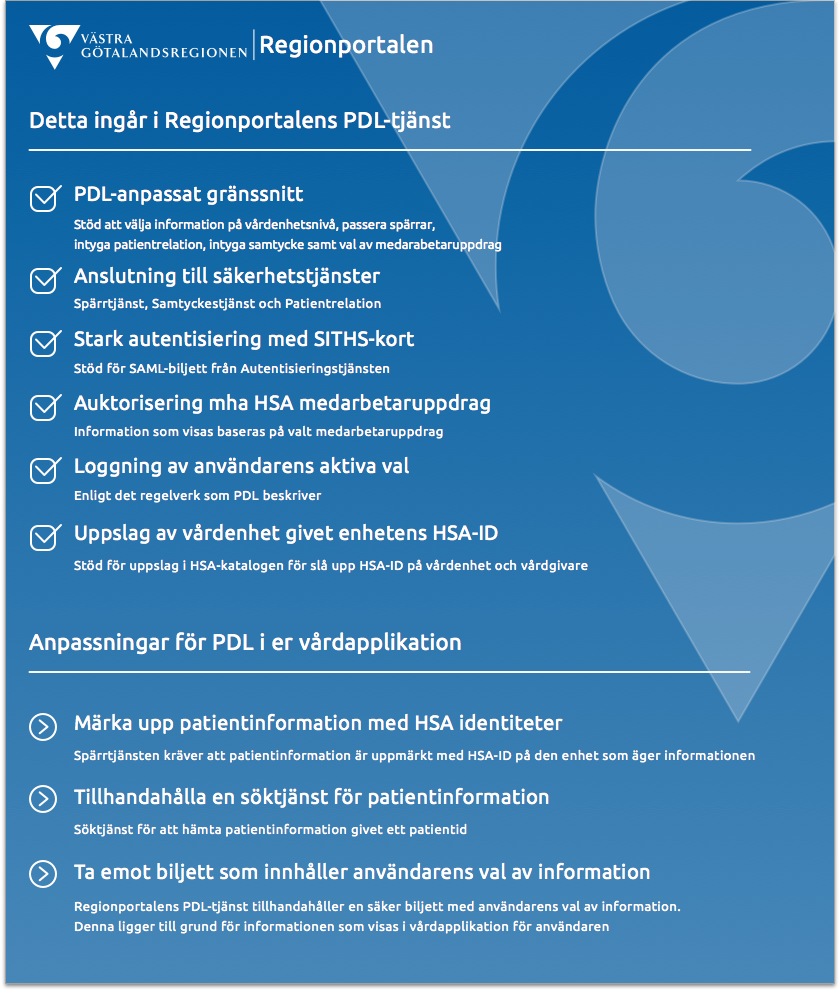 VÄSTRA
GÖTALANDSREGIONEN
Regionportalen
Detta ingår i Regionportalens PDL-tjänst
PDL-anpassat gränssnitt
Stöd att välja information på vårdenhetsnivå, passera spärrar,
intyga patientrelation, intyga samtycke samt val av medarabetaruppdrag
Anslutning till säkerhetstjänster
Spärrtjänst, Samtyckestjänst och Patientrelation
Stark autentisiering med SITHS-kort
Stöd för SAML-biljett från Autentisieringstjänsten
Auktorisering mha HSA medarbetaruppdrag
Information som visas baseras på valt medarbetaruppdrag
Loggning av användarens aktiva val
Enligt det regelverk som PDL beskriver
Uppslag av vårdenhet givet enhetens HSA-ID
Stöd för uppslag i HSA-katalogen för slå upp HSA-ID på vårdenhet och vårdgivare
Anpassningar för PDL i er vårdapplikation
Märka upp patientinformation med HSA identiteter
Spärrtjänsten kräver att patientinformation är uppmärkt med HSA-ID på den enhet som äger informationen
Tillhandahålla en söktjänst för patientinformation
Söktjänst för att hämta patientinformation givet ett patientid
Ta emot biljett som innhåller användarens val av information
Regionportalens PDL-tjänst tillhandahåller en säker biljett med användarens val av information.
Denna ligger till grund för informationen som visas i vårdapplikation för användaren